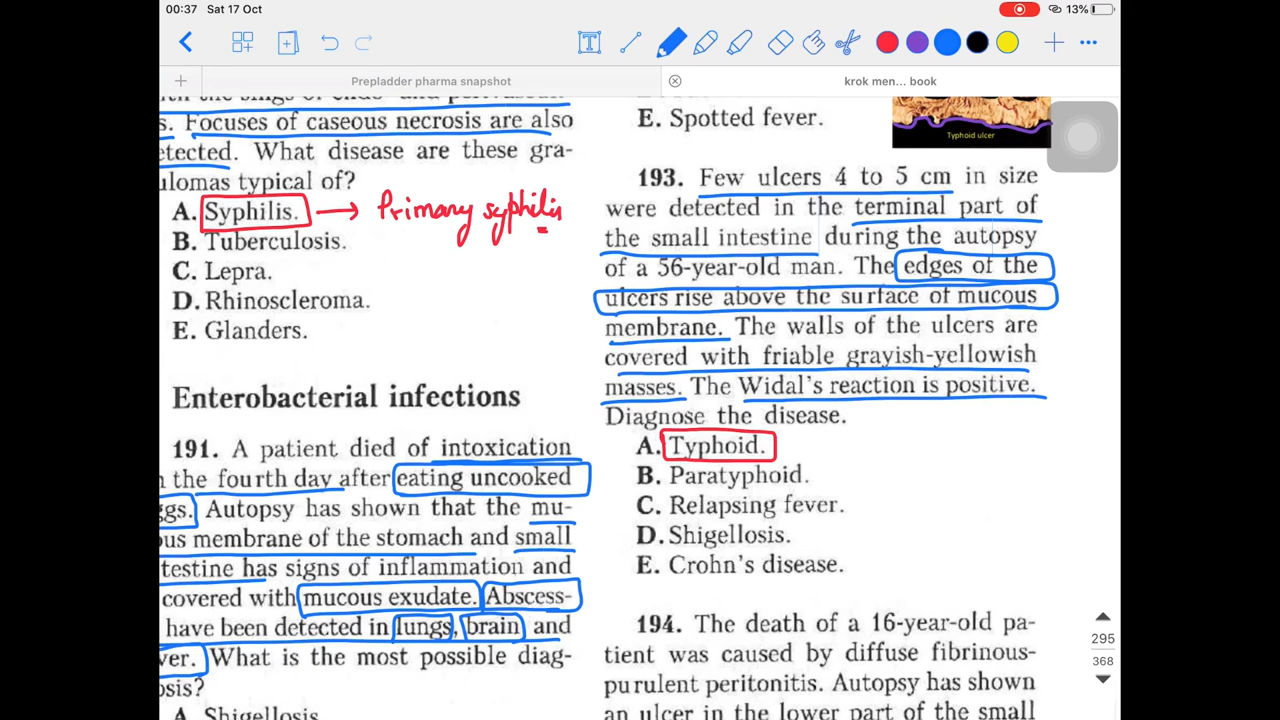 00:37 Sat 17 Oct
13%
Prepladder pharma snapshot
krok men... book
s. Focuses of caseous necrosis are also
etected. What disease are these gra-
ulomas typical of?
A. Syphilis. → Primary syphilis
B. Tuberculosis.
C. Lepra.
D. Rhinoscleroma.
E. Glanders.
Enterobacterial infections
191. A patient died of intoxication
n the fourth day after eating uncooked
ggs. Autopsy has shown that the mu-
ous membrane of the stomach and small
testine has signs of inflammation and
covered with mucous exudate. Abscess-
have been detected in lungs, brain and
ver. What is the most possible diag-
osis?
A. Shigellosis.
E. Spotted fever.
Typhoid ulcer
193. Few ulcers 4 to 5 cm in size
were detected in the terminal part of
the small intestine during the autopsy
of a 56-year-old man. The edges of the
ulcers rise above the surface of mucous
membrane. The walls of the ulcers are
covered with friable grayish-yellowish
masses. The Widal's reaction is positive.
Diagnose the disease.
A. Typhoid.
B. Paratyphoid.
C. Relapsing fever.
D. Shigellosis.
E. Crohn's disease.
194. The death of a 16-year-old pa-
tient was caused by diffuse fibrinous-
purulent peritonitis. Autopsy has shown
an ulcer in the lower part of the small
295
368